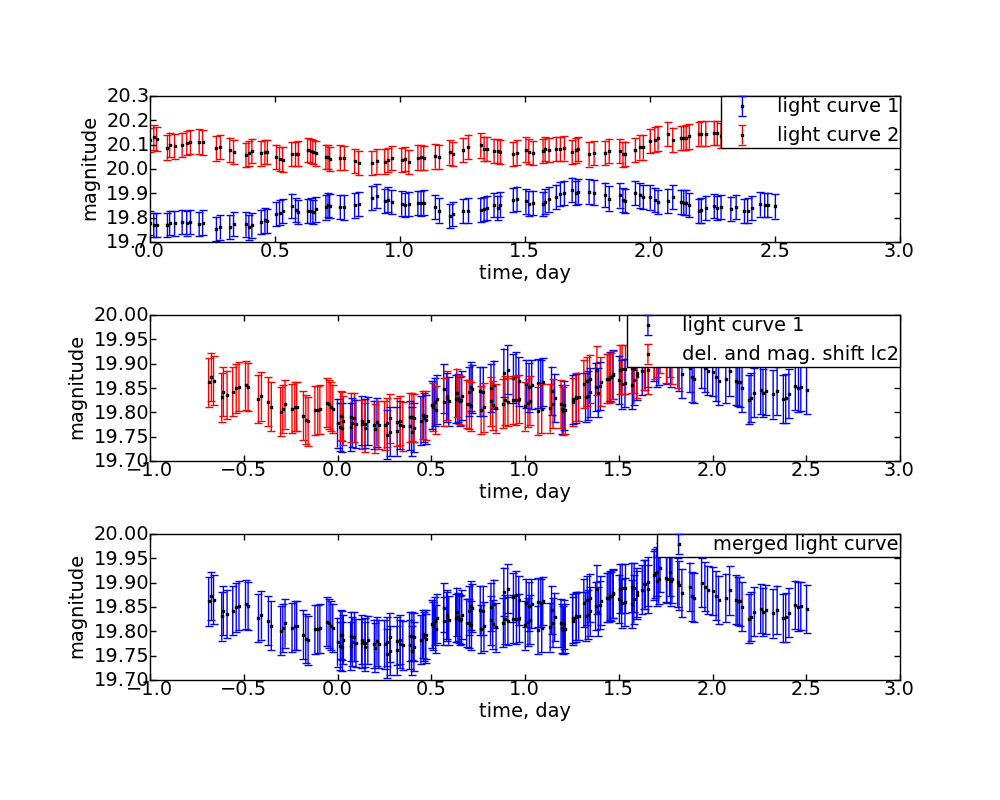 20.3
20.2
20.1
20.0
19.9
19.8
19.7
magnitude
light curve 1
light curve 2
0.0 0.5 1.0 1.5 2.0 2.5 3.0
time, day
20.00
19.95
19.90
19.85
19.80
19.75
19.70
magnitude
light curve 1
del. and mag. shift lc2
−1.0 −0.5 0.0 0.5 1.0 1.5 2.0 2.5 3.0
time, day
20.00
19.95
19.90
19.85
19.80
19.75
19.70
magnitude
merged light curve
−1.0 −0.5 0.0 0.5 1.0 1.5 2.0 2.5 3.0
time, day